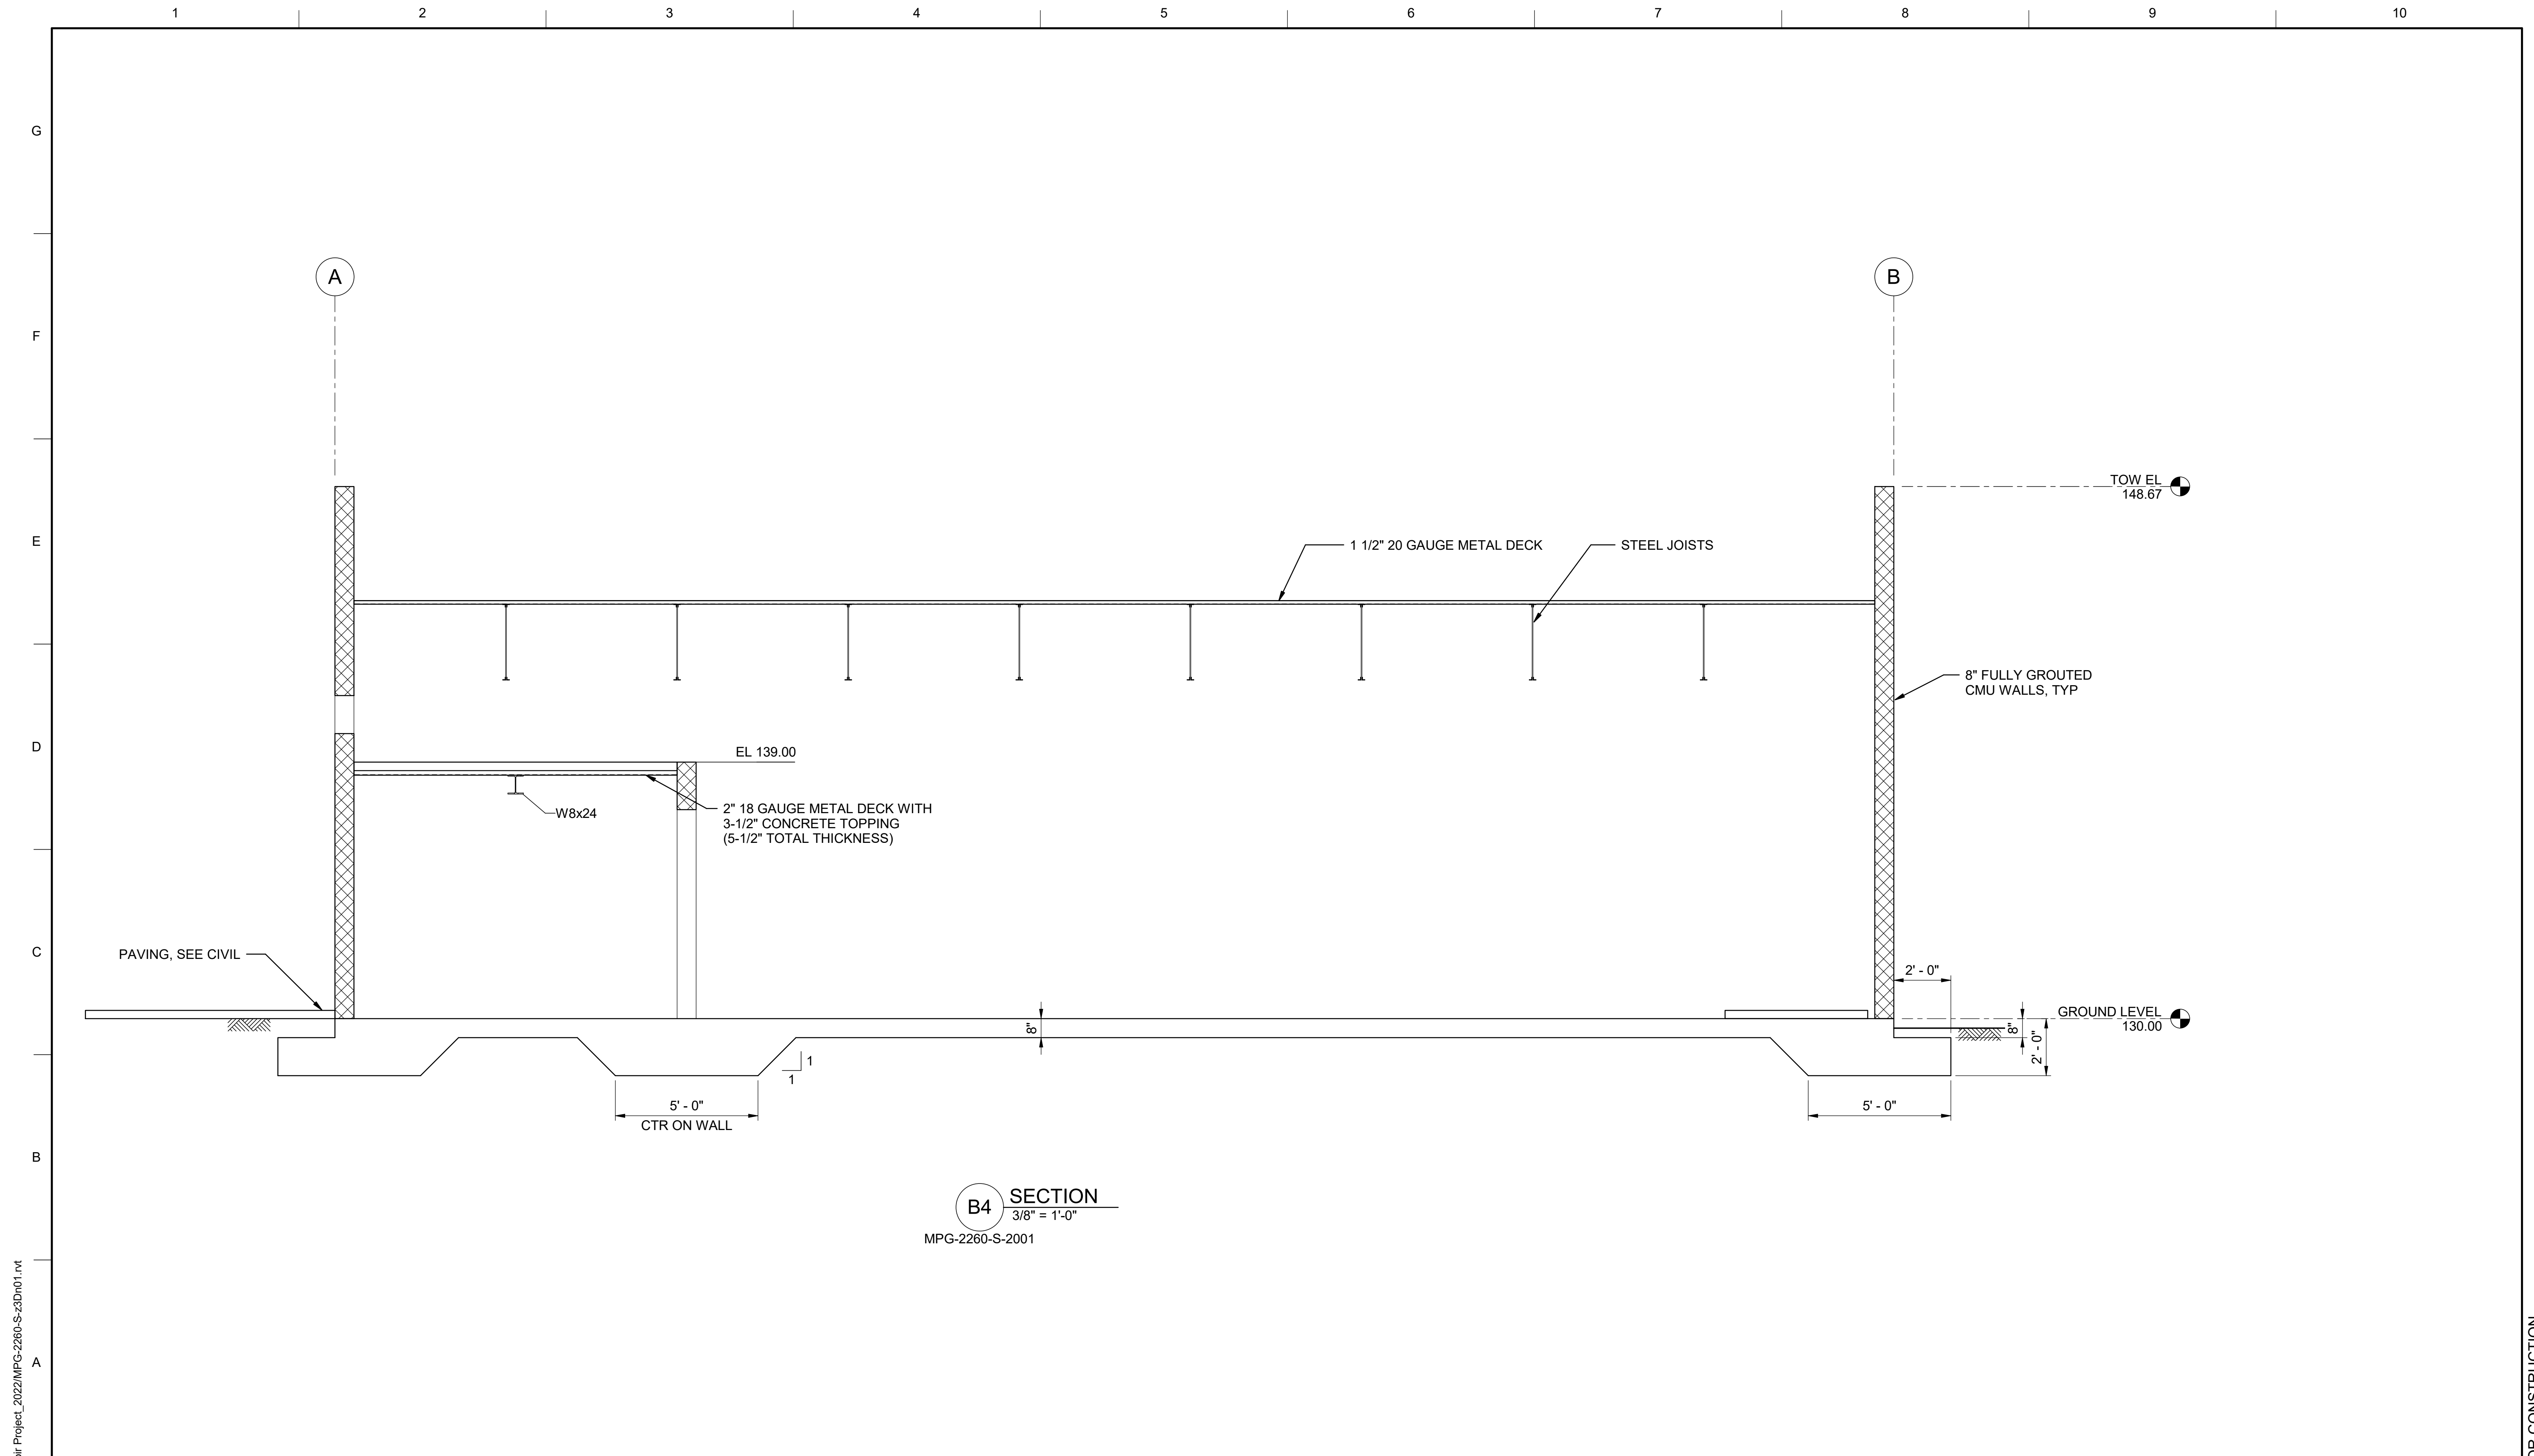 1 2 3 4 5 6 7 8 9 10
G
F
E
D
C
B
A
A
B
TOW EL
148.67
1 1/2" 20 GAUGE METAL DECK
STEEL JOISTS
8" FULLY GROUTED
CMU WALLS, TYP
EL 139.00
W8x24
2" 18 GAUGE METAL DECK WITH
3-1/2" CONCRETE TOPPING
(5-1/2" TOTAL THICKNESS)
PAVING, SEE CIVIL
2' - 0"
GROUND LEVEL
130.00
8"
8"
2' - 0"
1
1
5' - 0"
CTR ON WALL
5' - 0"
B4
SECTION
3/8" = 1'-0"
MPG-2260-S-2001
Project_2022/MPG-2260-S-z3Dn01.rvt
CONSTRUCTION